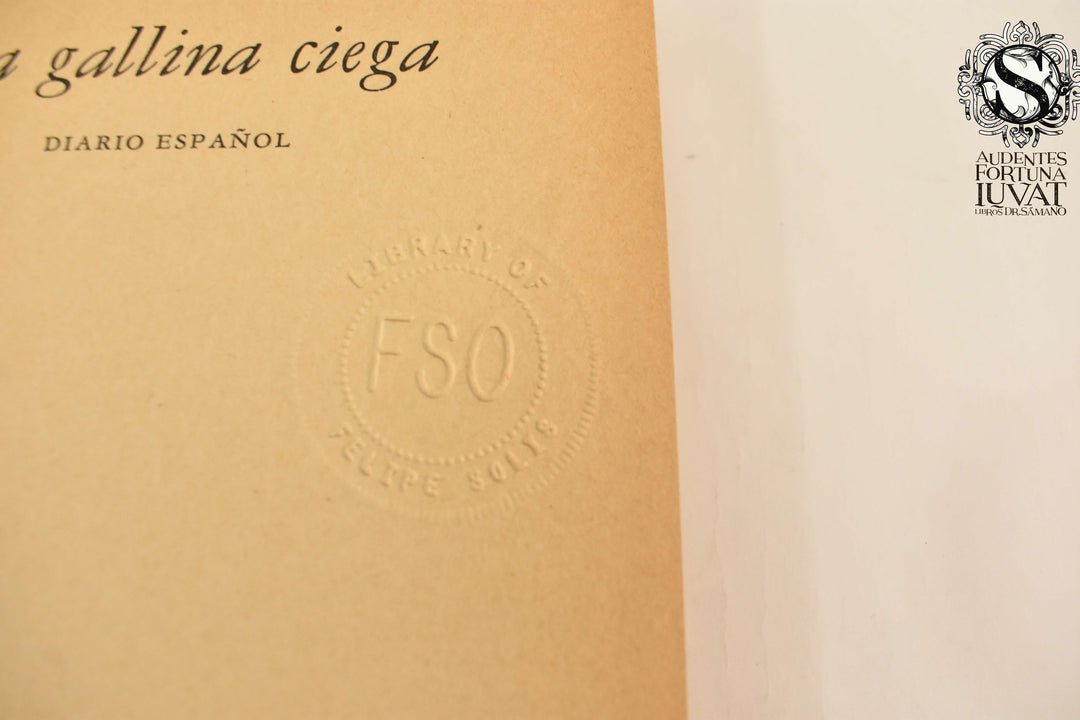 a gallina ciega
DIARIO ESPAÑOL
LIBRARY OF
FSO
FELIPE SOLIS
S
AUDENTES
FORTUNA
IUVAT
LIBROS DR. SÁMANO